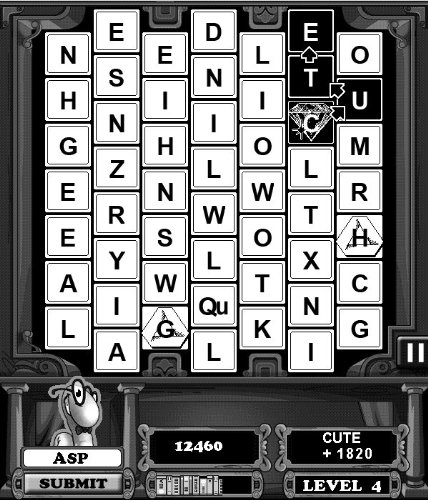 E D E
N E L O
S N T
H I I U
N I C
G H O M
Z L L
E N W R
R W T
E S O H
Y L X
A W T C
I Qu N
L G K G
A L I
ASP
SUBMIT
12460
CUTE
+ 1820
LEVEL 4